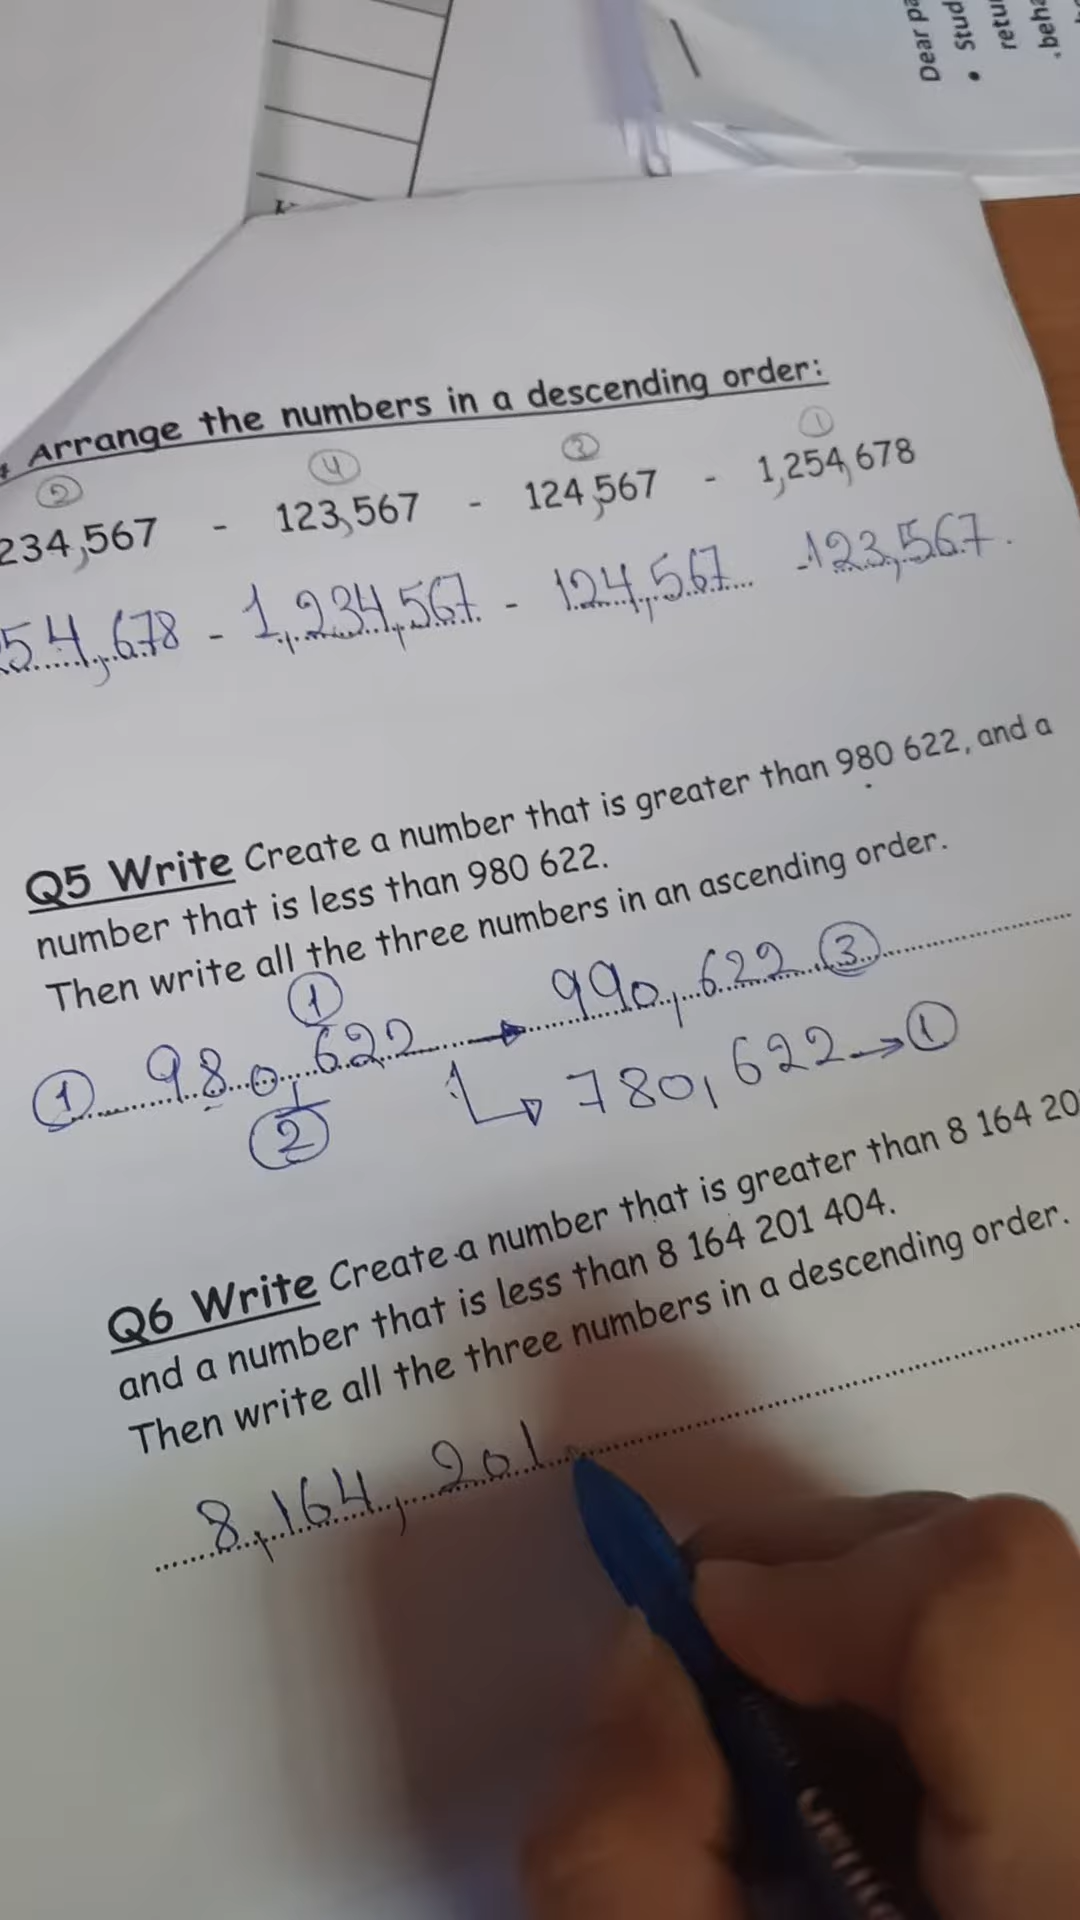 Dear pa
• Stud
retu
. beha
Arrange the numbers in a descending order:
② ④ ③ ①
234,567 - 123,567 - 124,567 - 1,254,678
54,678 - 1,234,567 - 124,567 - 123,567.
Q5 Write Create a number that is greater than 980 622, and a
number that is less than 980 622.
Then write all the three numbers in an ascending order.
① 980,622 → 990,622 ③
① ② 780,622 → ①
Q6 Write Create a number that is greater than 8 164 20
and a number that is less than 8 164 201 404.
Then write all the three numbers in a descending order.
8,164,201